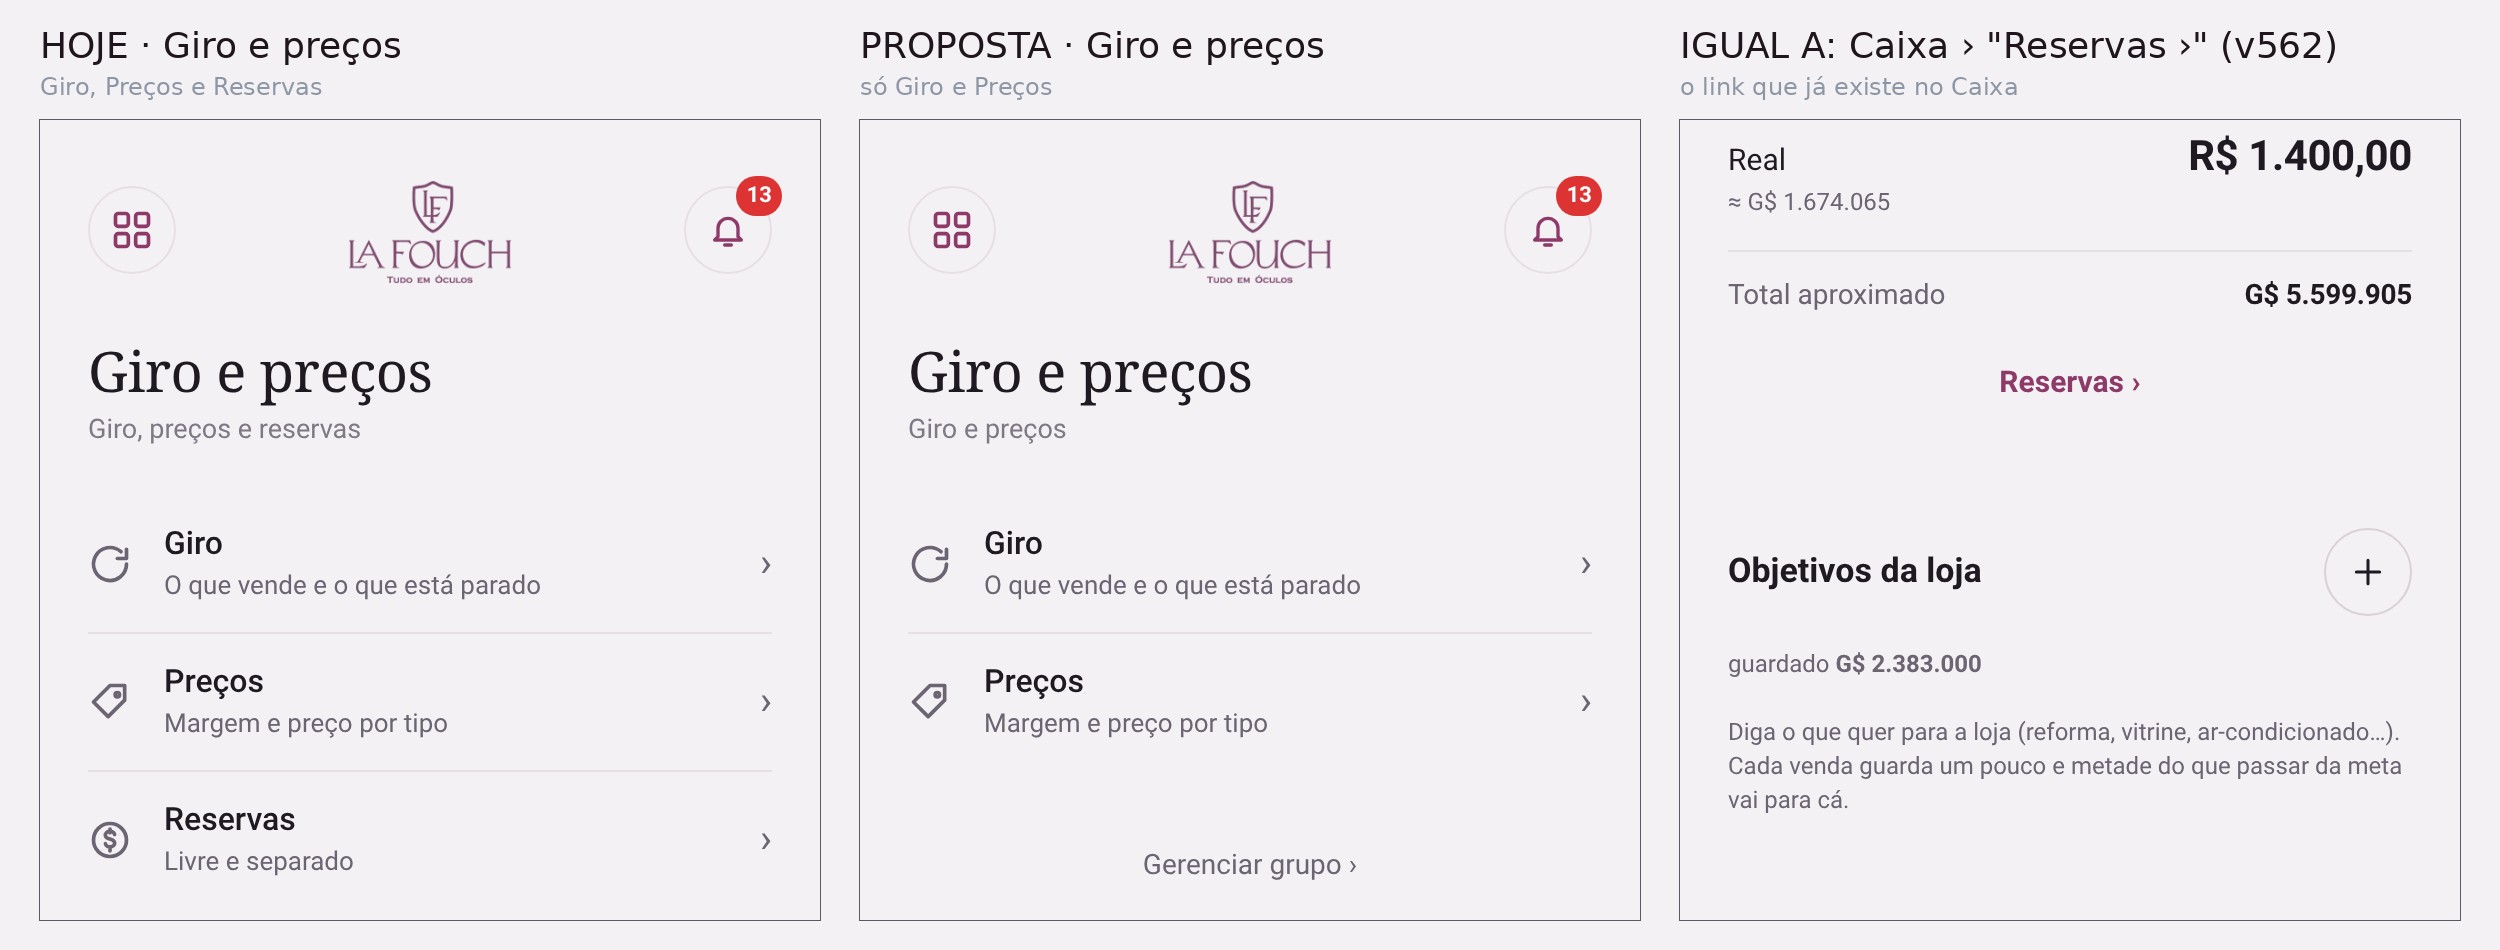 HOJE · Giro e preços
Giro, Preços e Reservas
13
LF
LA FOUCH
TUDO EM ÓCULOS
Giro e preços
Giro, preços e reservas
Giro
O que vende e o que está parado
›
Preços
Margem e preço por tipo
›
Reservas
Livre e separado
›
PROPOSTA · Giro e preços
só Giro e Preços
13
LF
LA FOUCH
TUDO EM ÓCULOS
Giro e preços
Giro e preços
Giro
O que vende e o que está parado
›
Preços
Margem e preço por tipo
›
Gerenciar grupo ›
IGUAL A: Caixa › "Reservas ›" (v562)
o link que já existe no Caixa
Real R$ 1.400,00
≈ G$ 1.674.065
Total aproximado G$ 5.599.905
Reservas ›
Objetivos da loja
guardado G$ 2.383.000
Diga o que quer para a loja (reforma, vitrine, ar-condicionado…).
Cada venda guarda um pouco e metade do que passar da meta
vai para cá.